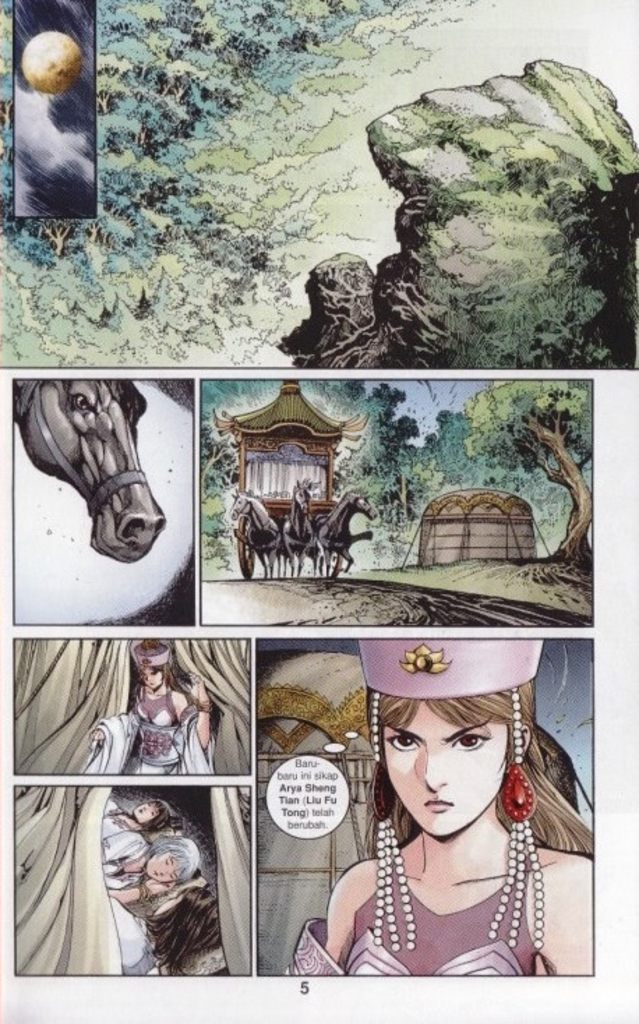 Baru-
baru ini sikap
Arya Sheng
Tian (Liu Fu
Tong) telah
berubah.
5